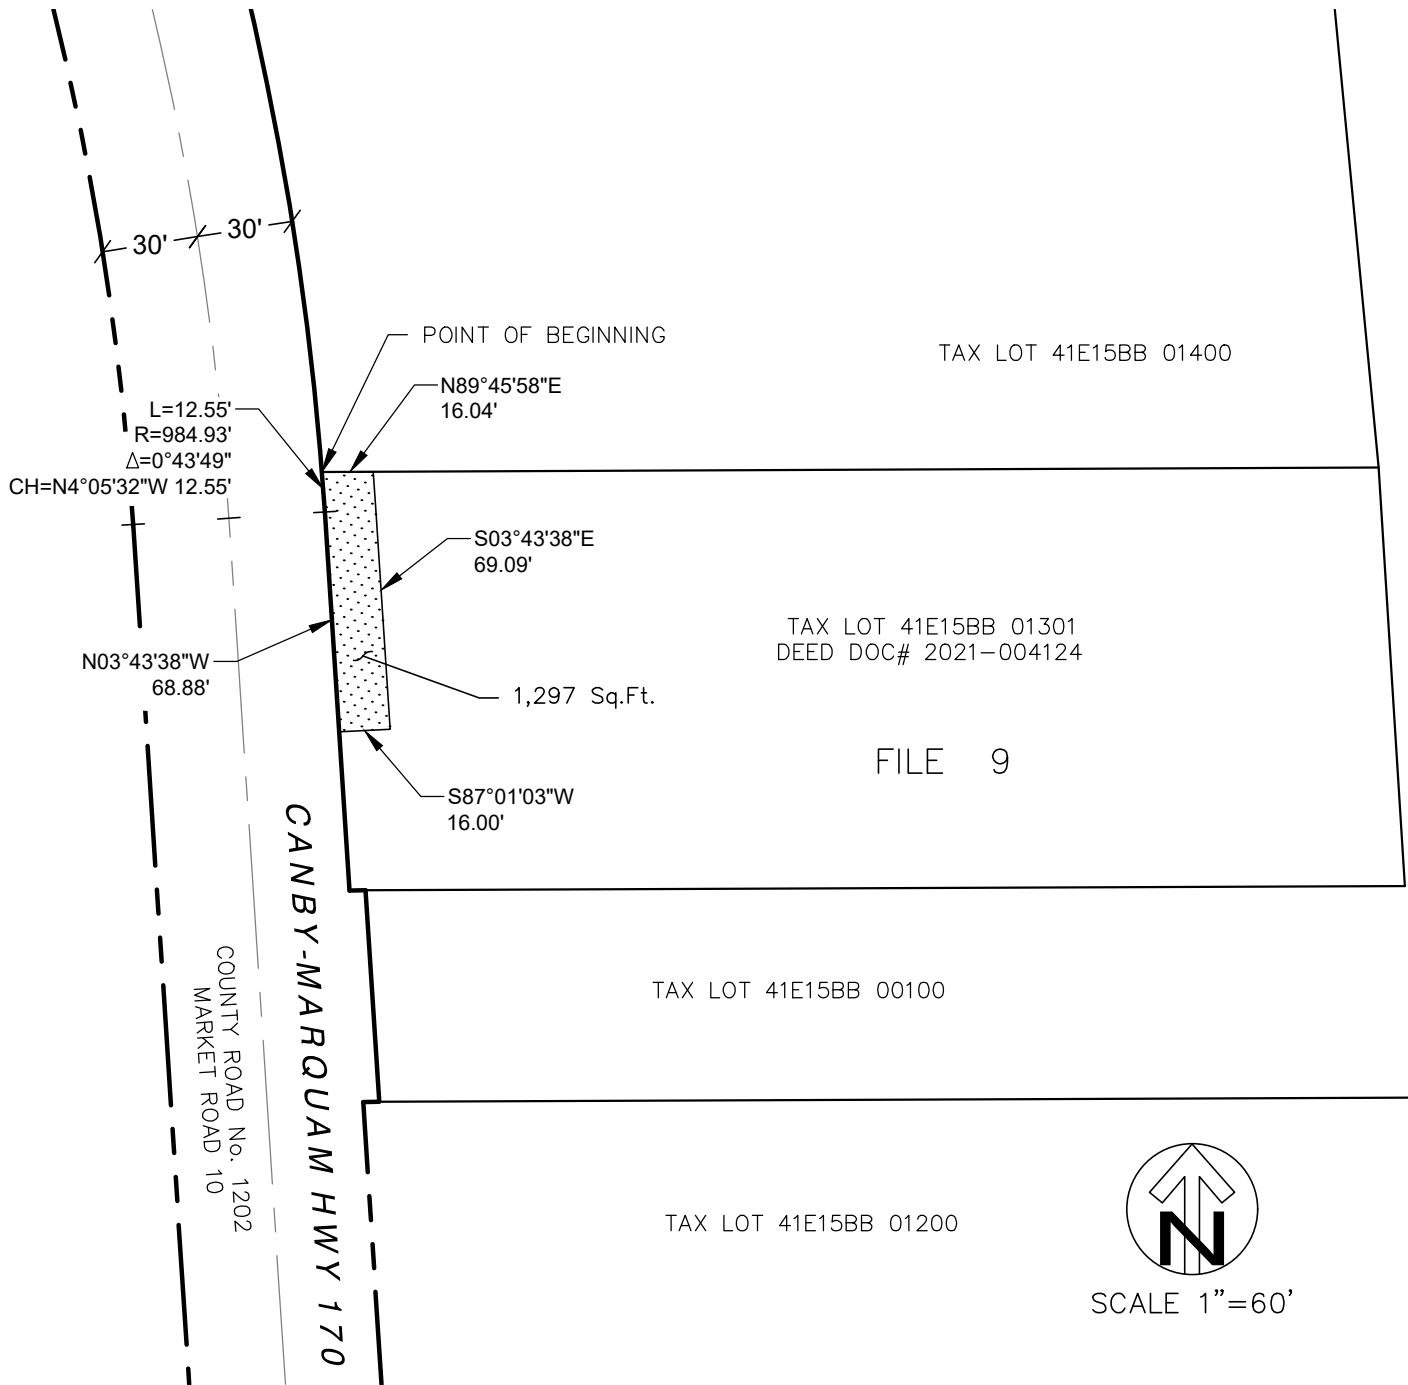 30'
30'
POINT OF BEGINNING
TAX LOT 41E15BB 01400
N89°45'58"E
16.04'
L=12.55'
R=984.93'
Δ=0°43'49"
CH=N4°05'32"W 12.55'
S03°43'38"E
69.09'
TAX LOT 41E15BB 01301
DEED DOC# 2021-004124
N03°43'38"W
68.88'
1,297 Sq.Ft.
FILE 9
S87°01'03"W
16.00'
CANBY-MARQUAM HWY 170
COUNTY ROAD No. 1202
MARKET ROAD 10
TAX LOT 41E15BB 00100
TAX LOT 41E15BB 01200
N
SCALE 1"=60'